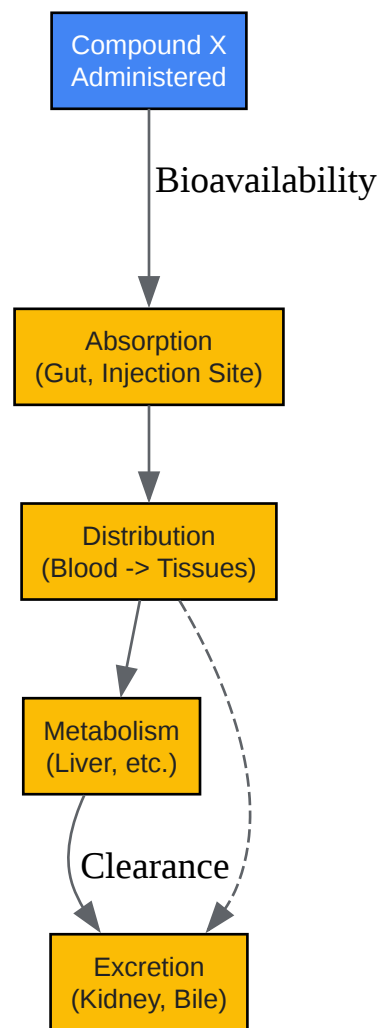 Compound X
Administered
Bioavailability
Absorption
(Gut, Injection Site)
Distribution
(Blood -> Tissues)
Metabolism
(Liver, etc.)
Clearance
Excretion
(Kidney, Bile)